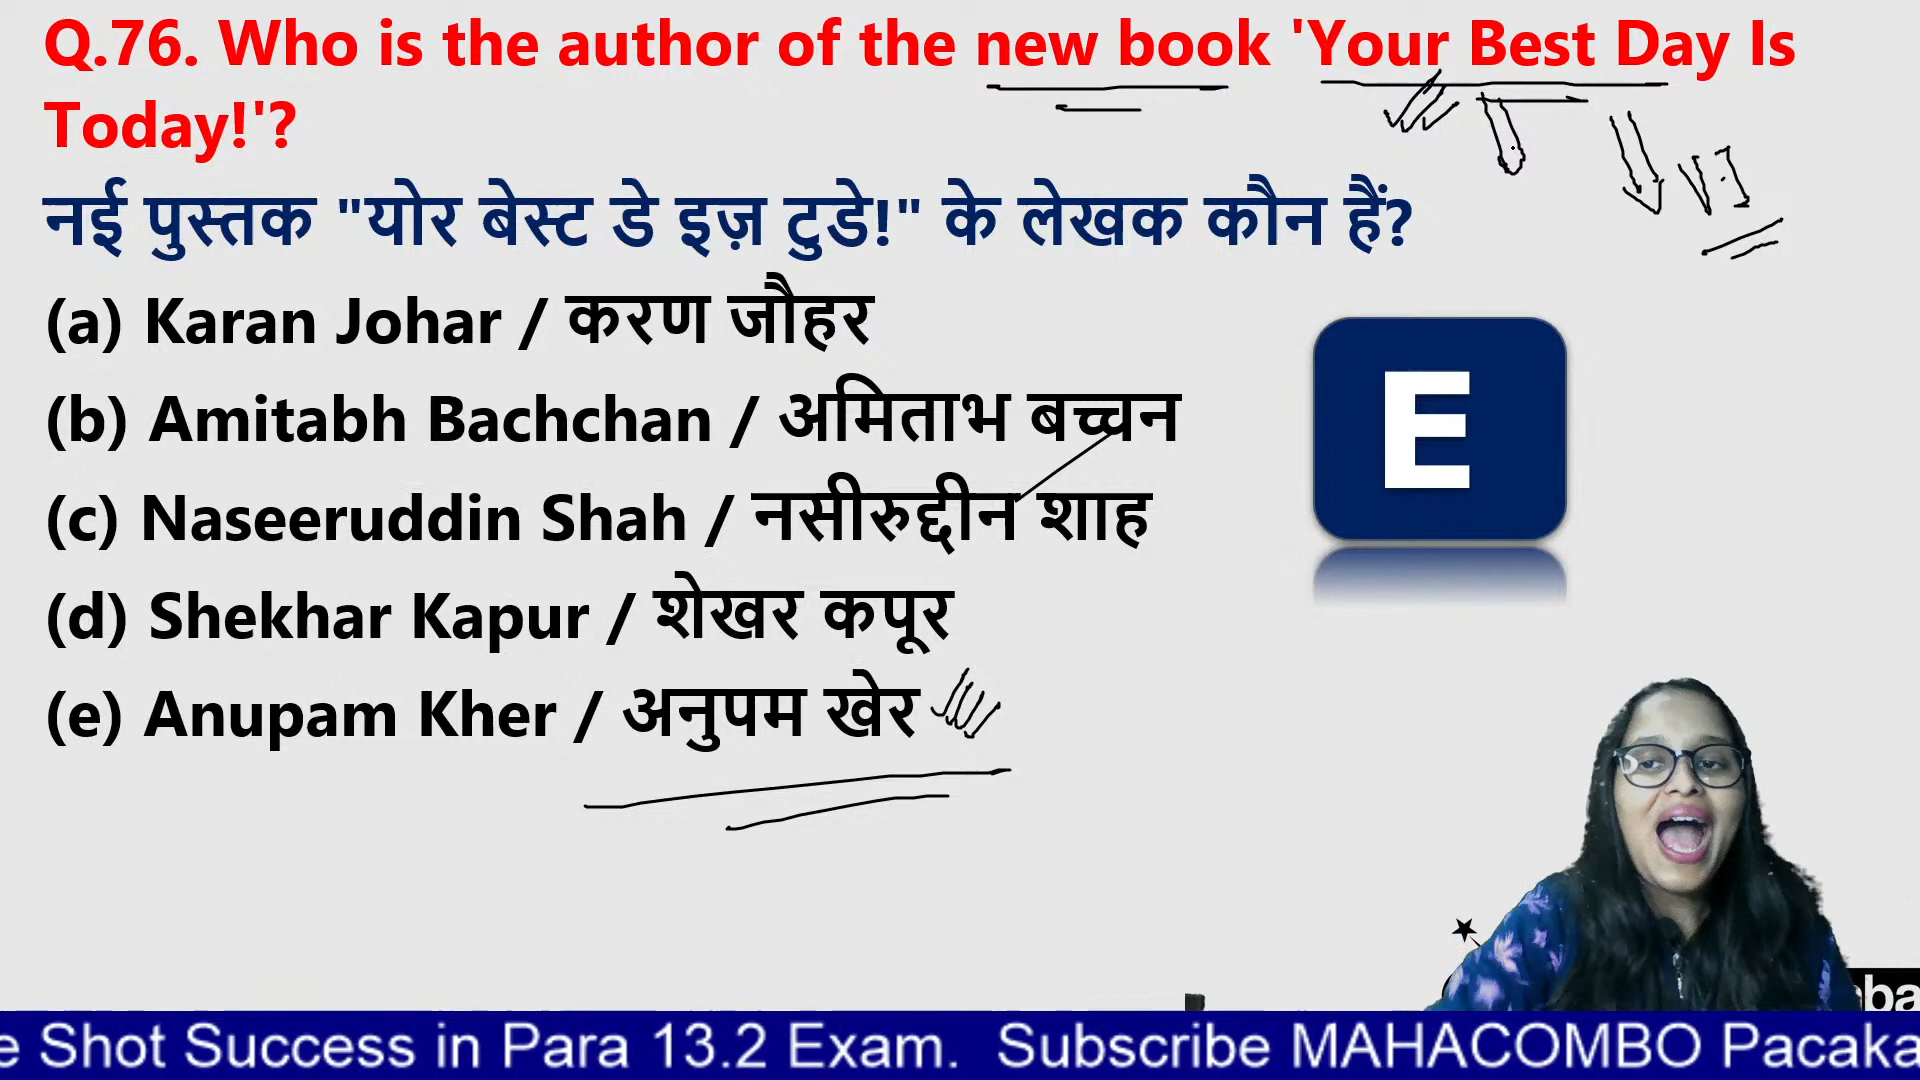 Q.76. Who is the author of the new book 'Your Best Day Is
Today!'?
नई पुस्तक "योर बेस्ट डे इज़ टुडे!" के लेखक कौन हैं?
(a) Karan Johar / करण जौहर
(b) Amitabh Bachchan / अमिताभ बच्चन
(c) Naseeruddin Shah / नसीरुद्दीन शाह
(d) Shekhar Kapur / शेखर कपूर
(e) Anupam Kher / अनुपम खेर
E
e Shot Success in Para 13.2 Exam. Subscribe MAHACOMBO Pacaka